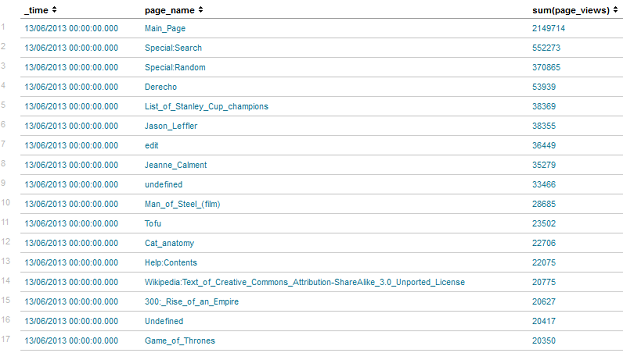 _time page_name sum(page_views)
1 13/06/2013 00:00:00.000 Main_Page 2149714
2 13/06/2013 00:00:00.000 Special:Search 552273
3 13/06/2013 00:00:00.000 Special:Random 370865
4 13/06/2013 00:00:00.000 Derecho 53939
5 13/06/2013 00:00:00.000 List_of_Stanley_Cup_champions 38369
6 13/06/2013 00:00:00.000 Jason_Leffler 38355
7 13/06/2013 00:00:00.000 edit 36449
8 13/06/2013 00:00:00.000 Jeanne_Calment 35279
9 13/06/2013 00:00:00.000 undefined 33466
10 13/06/2013 00:00:00.000 Man_of_Steel_(film) 28685
11 13/06/2013 00:00:00.000 Tofu 23502
12 13/06/2013 00:00:00.000 Cat_anatomy 22706
13 13/06/2013 00:00:00.000 Help:Contents 22075
14 13/06/2013 00:00:00.000 Wikipedia:Text_of_Creative_Commons_Attribution-ShareAlike_3.0_Unported_License 20775
15 13/06/2013 00:00:00.000 300:_Rise_of_an_Empire 20627
16 13/06/2013 00:00:00.000 Undefined 20417
17 13/06/2013 00:00:00.000 Game_of_Thrones 20350